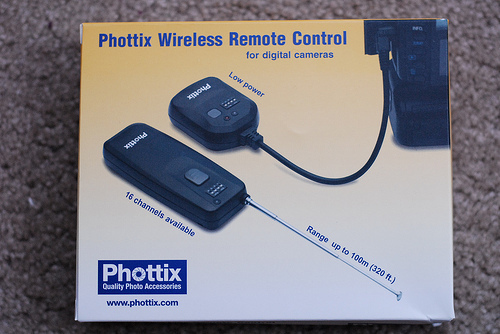 Phottix Wireless Remote Control
for digital cameras
Low power
Phottix
Phottix
16 channels available
Range up to 100m (320 ft.)
Phottix
Quality Photo Accessories
www.phottix.com